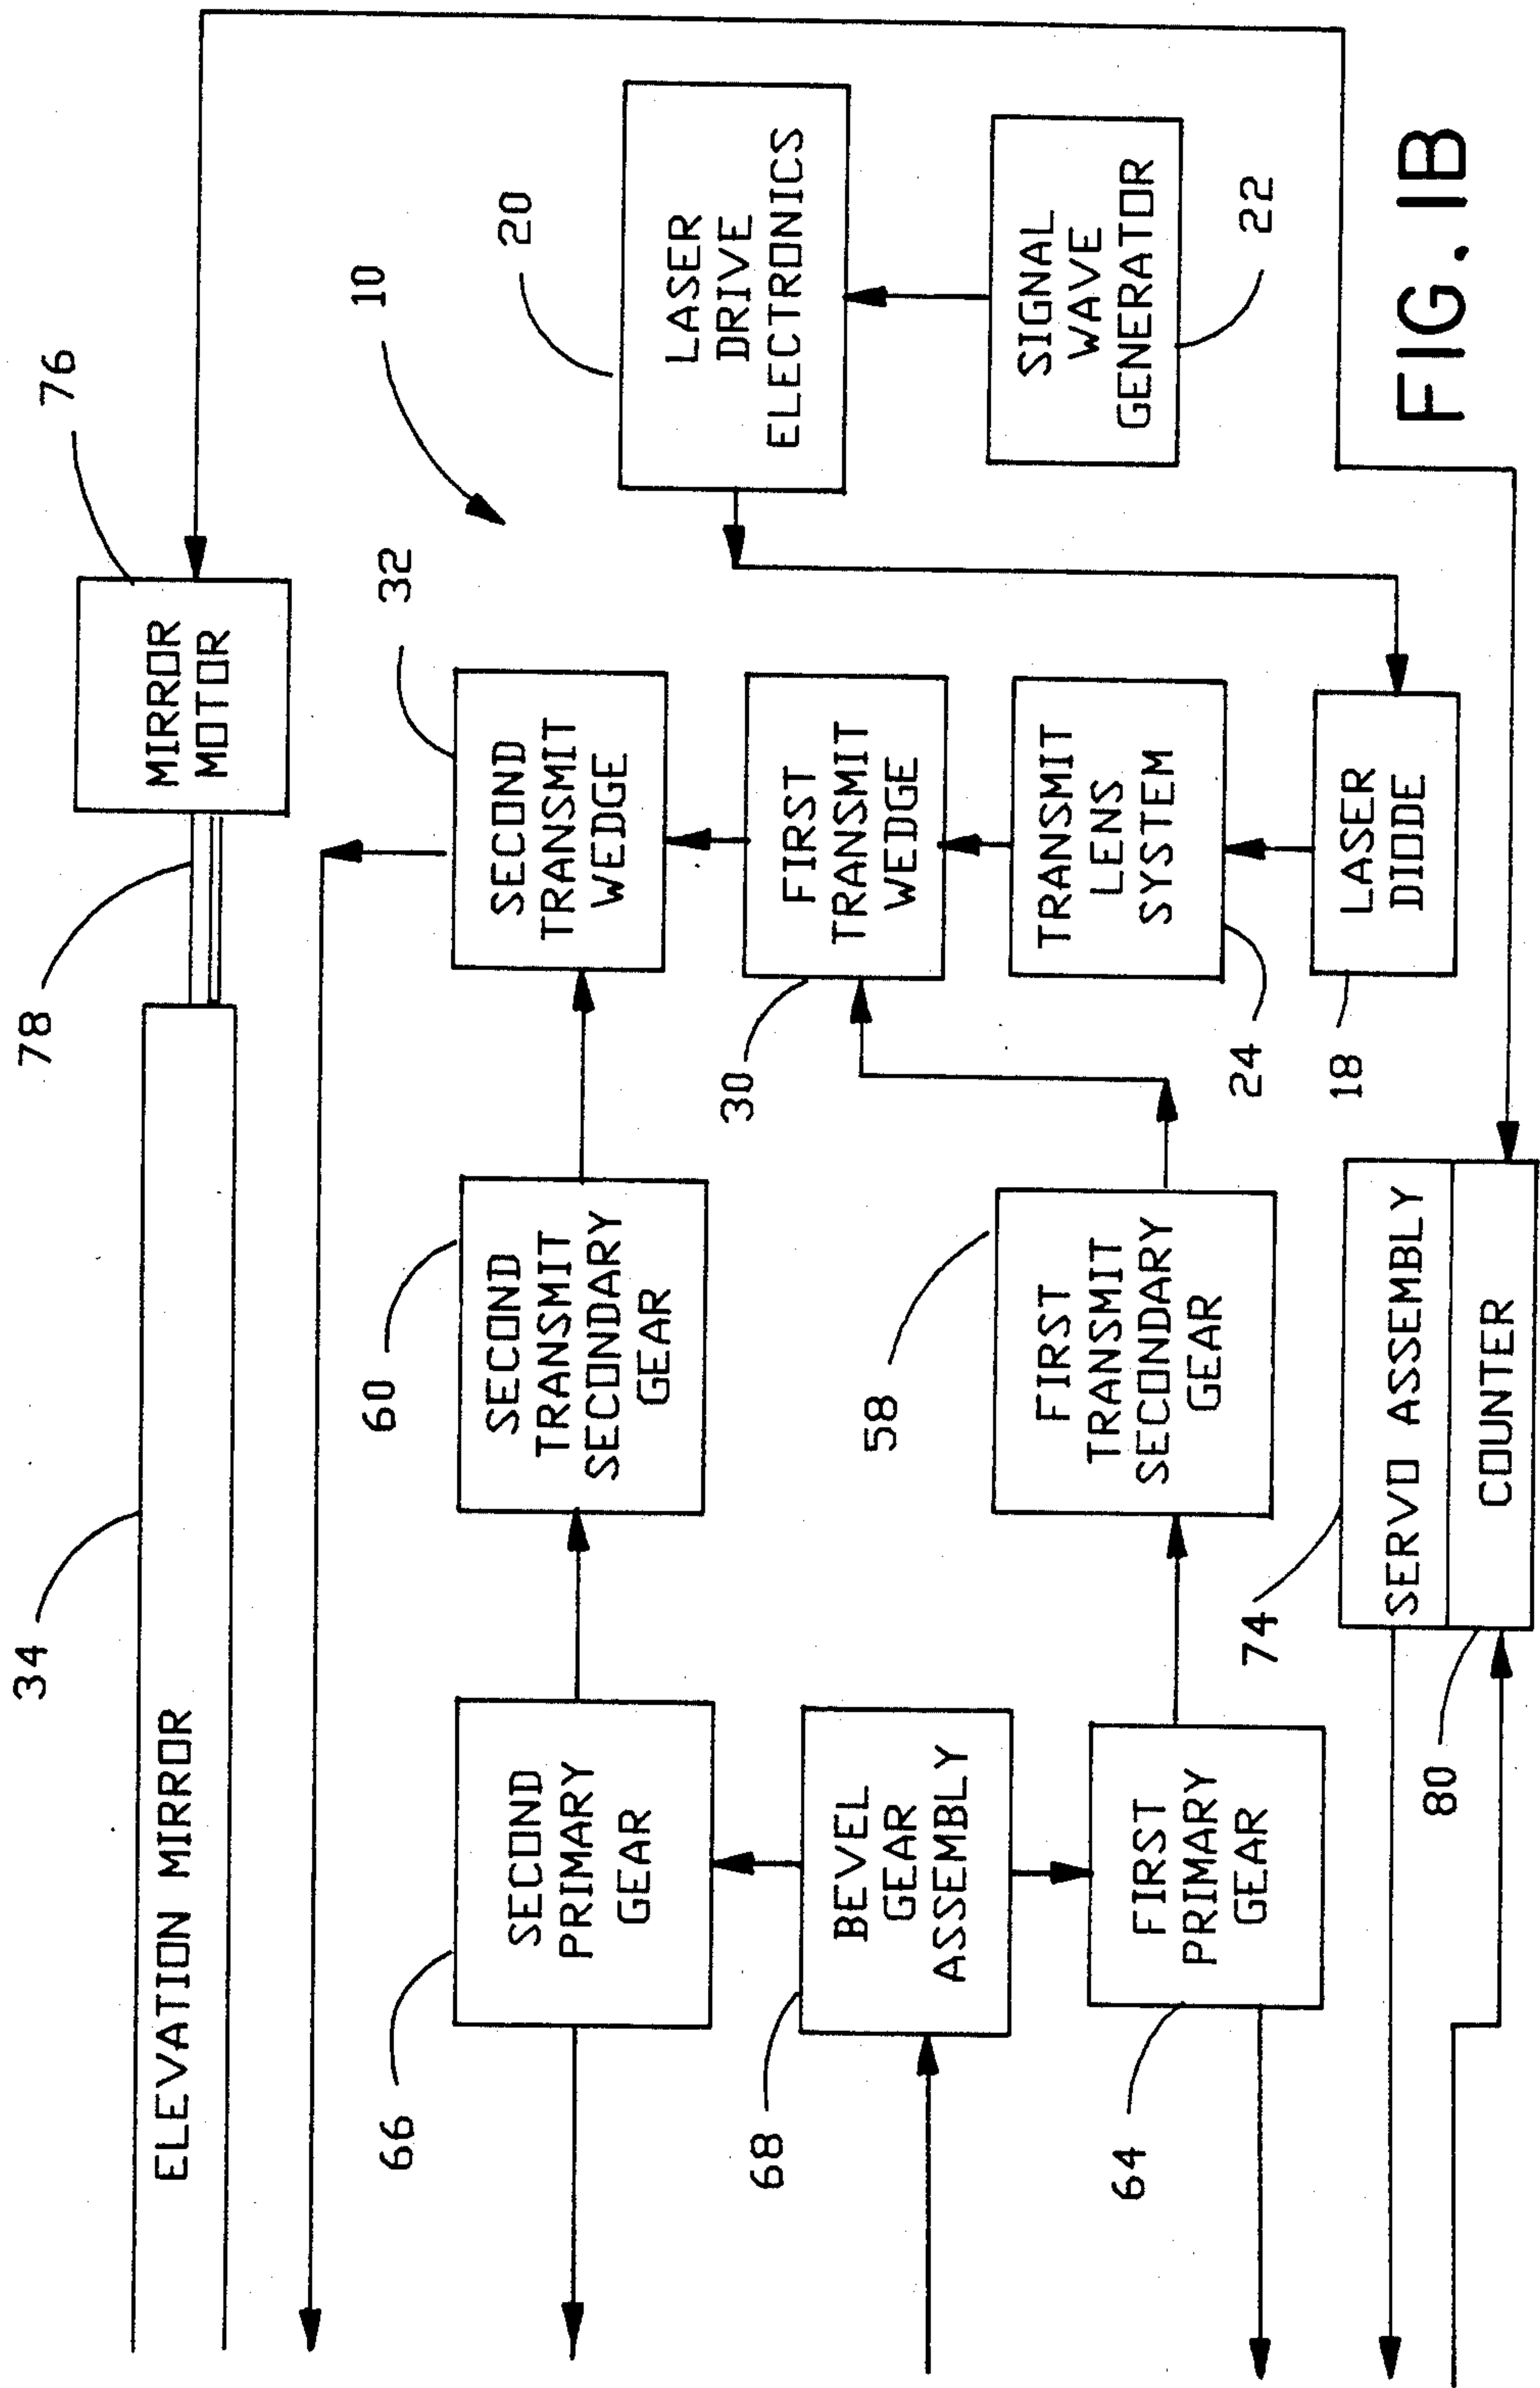 76
MIRROR
MOTOR
78
34
ELEVATION MIRROR
10
20
LASER
DRIVE
ELECTRONICS
SIGNAL
WAVE
GENERATOR
22
32
SECOND
TRANSMIT
WEDGE
FIRST
TRANSMIT
WEDGE
30
TRANSMIT
LENS
SYSTEM
24
LASER
DIODE
18
60
SECOND
TRANSMIT
SECONDARY
GEAR
58
FIRST
TRANSMIT
SECONDARY
GEAR
66
SECOND
PRIMARY
GEAR
68
BEVEL
GEAR
ASSEMBLY
64
FIRST
PRIMARY
GEAR
74
SERVO ASSEMBLY
COUNTER
80
FIG. 1B